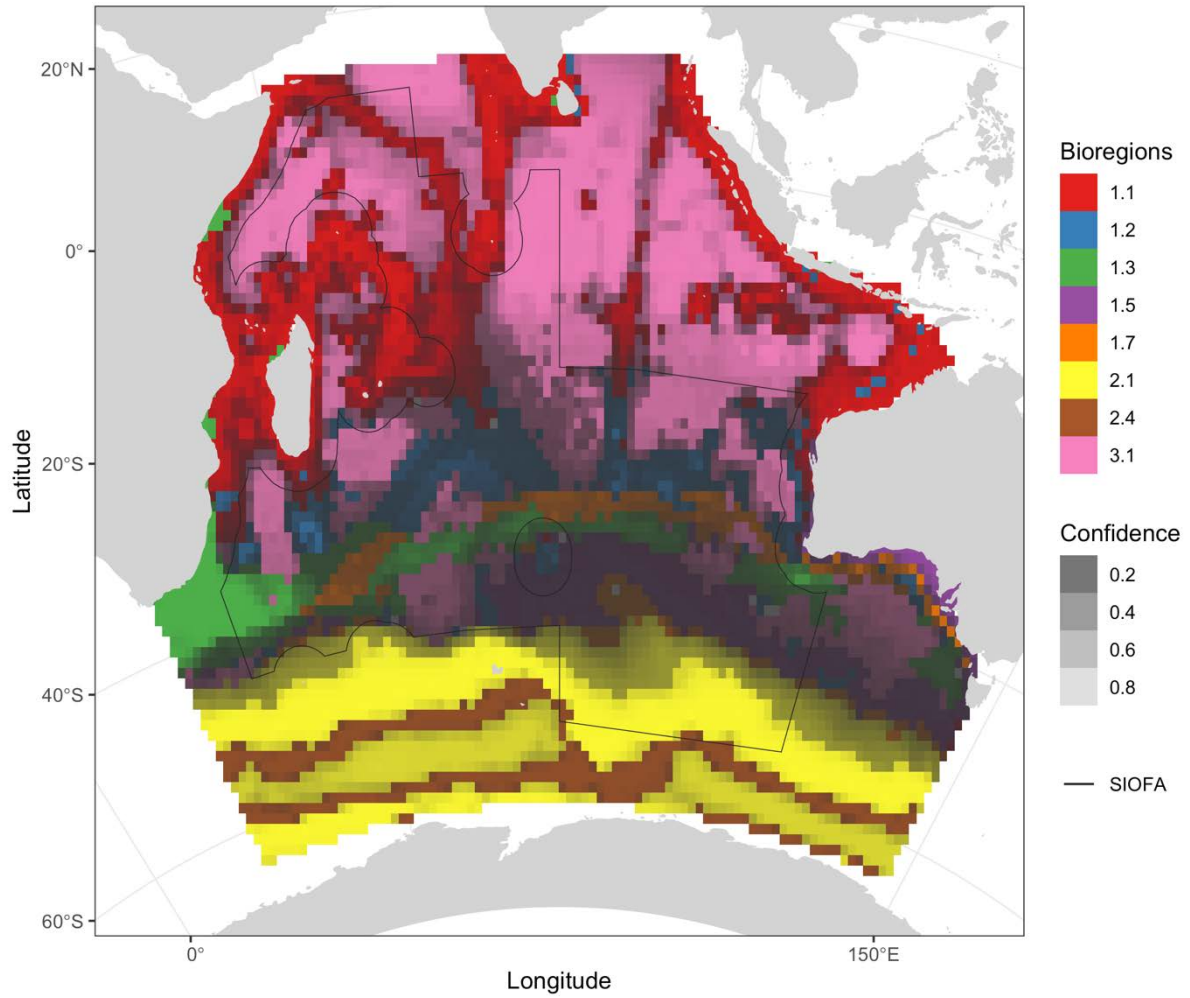 20°N
0°
20°S
40°S
60°S
Latitude
0°
150°E
Longitude
Bioregions
1.1
1.2
1.3
1.5
1.7
2.1
2.4
3.1
Confidence
0.2
0.4
0.6
0.8
SIOFA